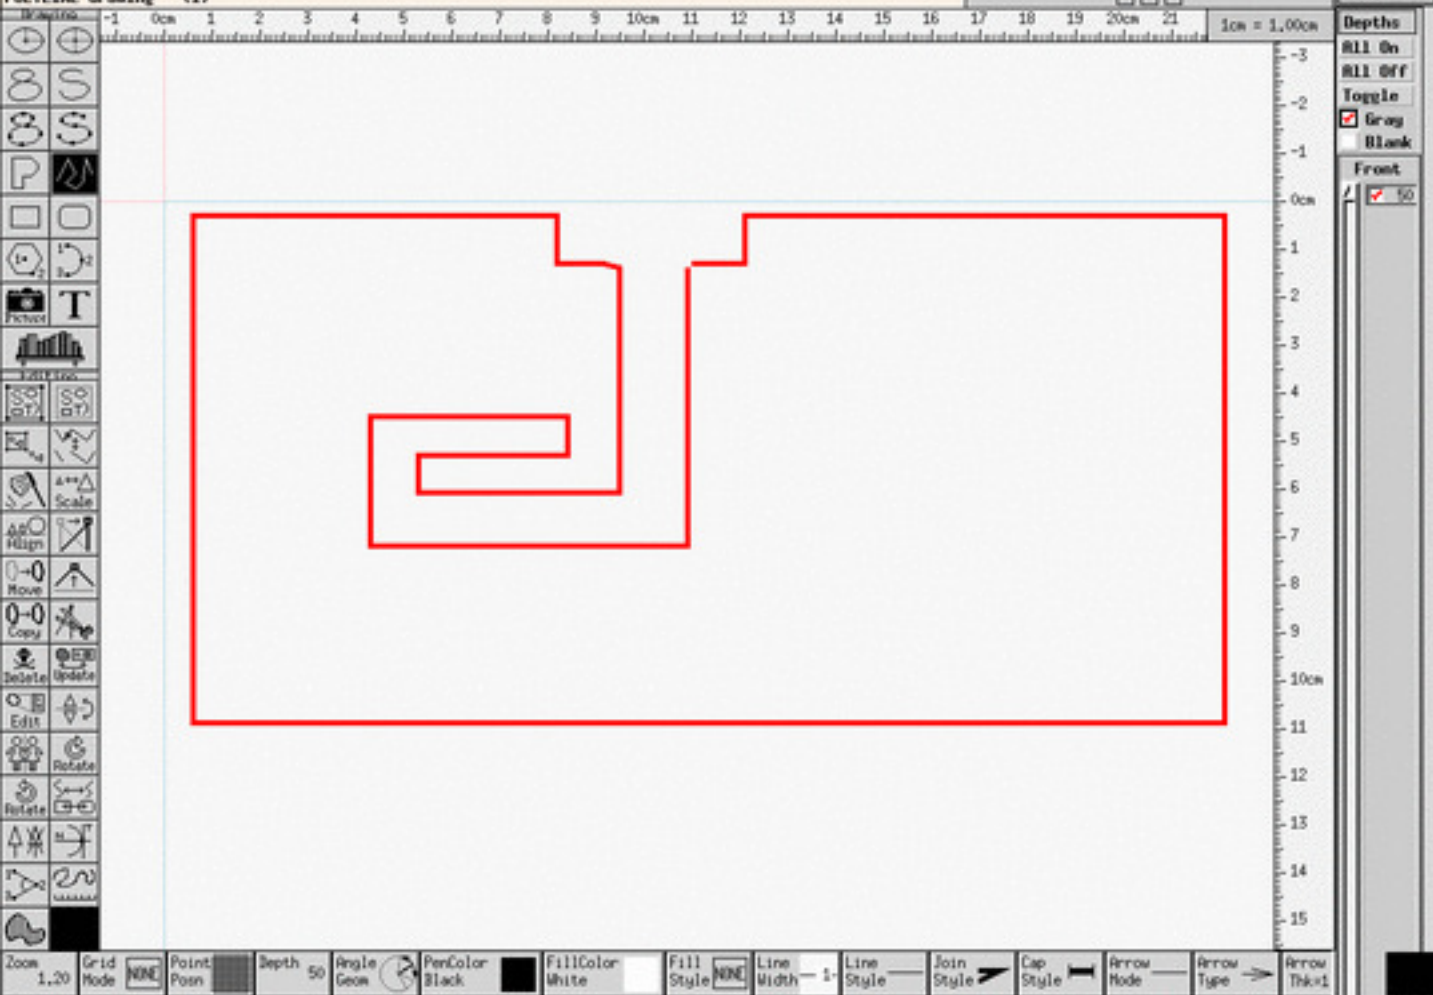 Drawing
-1 0cm 1 2 3 4 5 6 7 8 9 10cm 11 12 13 14 15 16 17 18 19 20cm 21
1cm = 1.00cm
Depths
All On
All Off
Toggle
Gray
Blank
Front
50
-3
-2
-1
0cm
1
2
3
4
5
6
7
8
9
10cm
11
12
13
14
15
Picture
T
Editing
Scale
Align
Move
Copy
Delete Update
Edit
Rotate
Rotate
Zoom
1.20
Grid
Mode NONE
Point
Posn
Depth 50
Angle
Geom
PenColor
Black
FillColor
White
Fill
Style NONE
Line
Width 1
Line
Style
Join
Style
Cap
Style
Arrow
Mode
Arrow
Type
Arrow
Thk=1